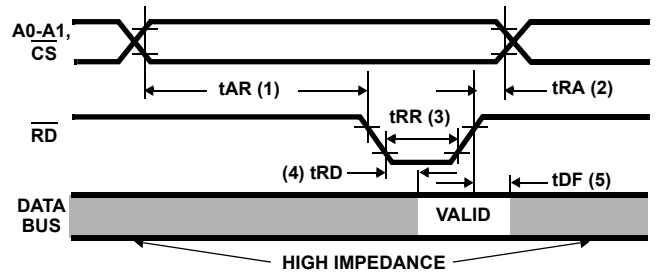 A0-A1,
CS
tAR (1)
tRA (2)
tRR (3)
RD
(4) tRD
tDF (5)
DATA
BUS
VALID
HIGH IMPEDANCE